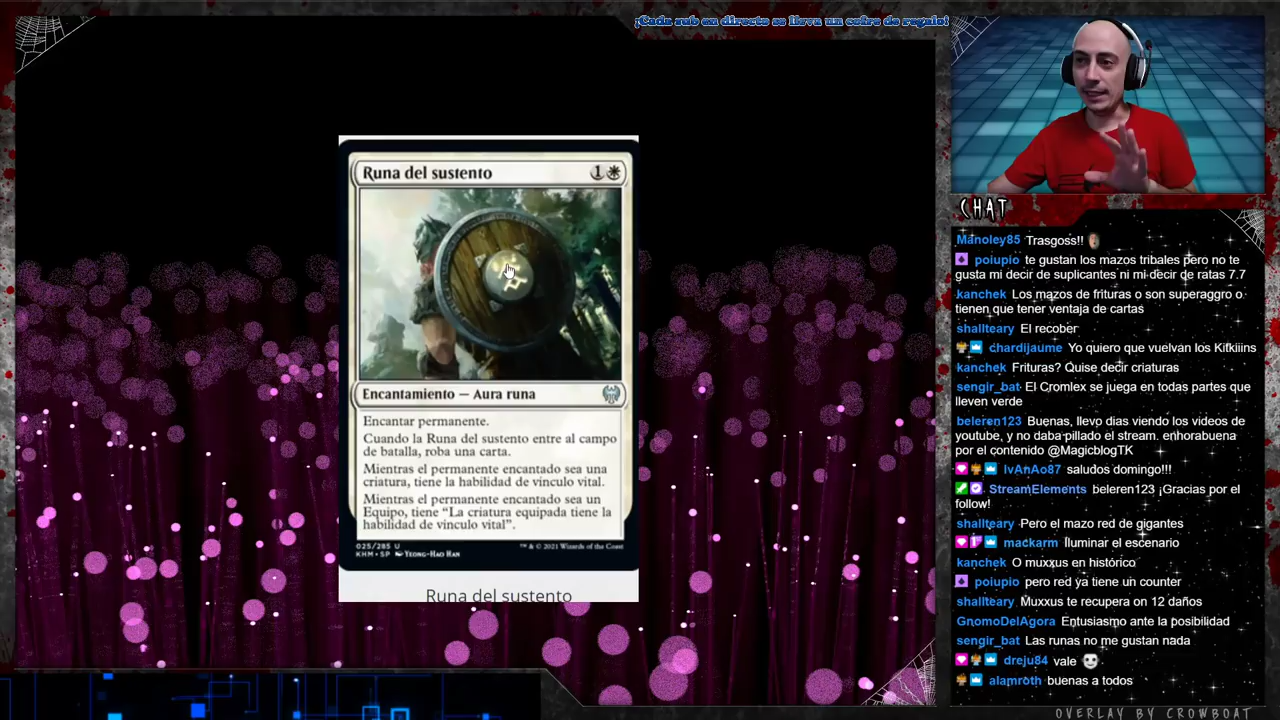 ¡Cada sub en directo se lleva un cofre de regalo!
Runa del sustento 1
Encantamiento — Aura runa
Encantar permanente.
Cuando la Runa del sustento entre al campo
de batalla, roba una carta.
Mientras el permanente encantado sea una
criatura, tiene la habilidad de vínculo vital.
Mientras el permanente encantado sea un
Equipo, tiene “La criatura equipada tiene la
habilidad de vínculo vital”.
025/285 U
KHM • SP Yeong-Hao Han
™ & © 2021 Wizards of the Coast
Runa del sustento
CHAT
Manoley85 Trasgoss!!
poiupio te gustan los mazos tribales pero no te
gusta mi decir de suplicantes ni mi decir de ratas 7.7
kanchek Los mazos de frituras o son superaggro o
tienen que tener ventaja de cartas
shallteary El recober
chardijaume Yo quiero que vuelvan los Kifkiiins
kanchek Frituras? Quise decir criaturas
sengir_bat El Cromlex se juega en todas partes que
lleven verde
beleren123 Buenas, llevo dias viendo los videos de
youtube, y no daba pillado el stream. enhorabuena
por el contenido @MagicblogTK
IvAnAo87 saludos domingo!!!
StreamElements beleren123 ¡Gracias por el
follow!
shallteary Pero el mazo red de gigantes
mackarm Iluminar el escenario
kanchek O muxxus en histórico
poiupio pero red ya tiene un counter
shallteary Muxxus te recupera on 12 daños
GnomoDelAgora Entusiasmo ante la posibilidad
sengir_bat Las runas no me gustan nada
dreju84 vale
alamroth buenas a todos
OVERLAY BY CROWBOAT